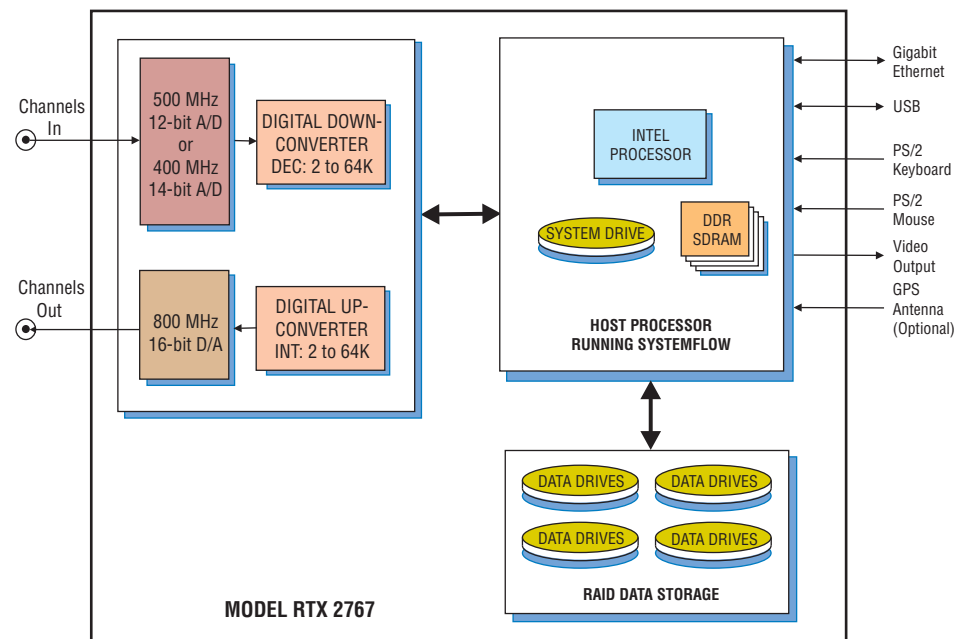 Channels
In
500 MHz
12-bit A/D
or
400 MHz
14-bit A/D
DIGITAL DOWN-
CONVERTER
DEC: 2 to 64K
Channels
Out
800 MHz
16-bit D/A
DIGITAL UP-
CONVERTER
INT: 2 to 64K
INTEL
PROCESSOR
SYSTEM DRIVE
DDR
SDRAM
HOST PROCESSOR
RUNNING SYSTEMFLOW
Gigabit
Ethernet
USB
PS/2
Keyboard
PS/2
Mouse
Video
Output
GPS
Antenna
(Optional)
DATA DRIVES
DATA DRIVES
DATA DRIVES
DATA DRIVES
RAID DATA STORAGE
MODEL RTX 2767